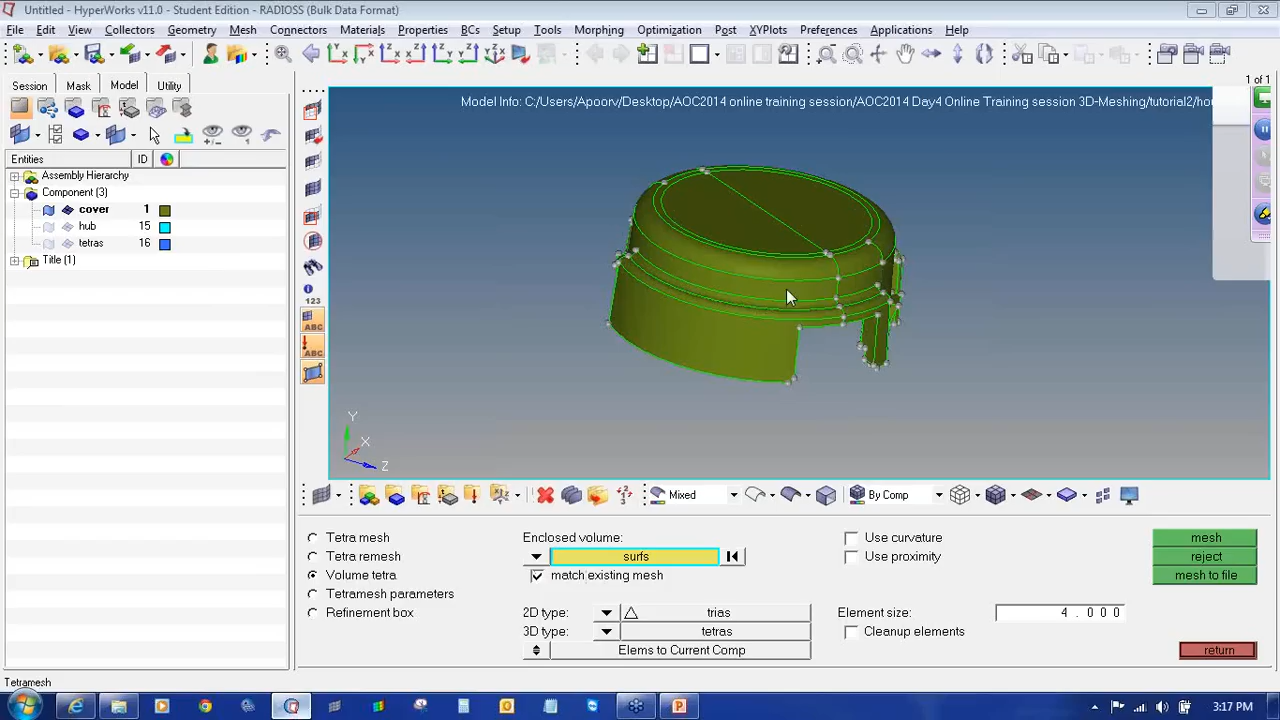 Untitled - HyperWorks v11.0 - Student Edition - RADIOSS (Bulk Data Format)
File Edit View Collectors Geometry Mesh Connectors Materials Properties BCs Setup Tools Morphing Optimization Post XYPlots Preferences Applications Help
Session Mask Model Utility
1 of 1
Model Info: C:/Users/Apoorv/Desktop/AOC2014 online training session/AOC2014 Day4 Online Training session 3D-Meshing/tutorial2/hou
Entities ID
Assembly Hierarchy
Component (3)
cover 1
hub 15
tetras 16
Title (1)
123
ABC
ABC
Y
X
Z
Mixed
By Comp
Tetra mesh
Tetra remesh
Volume tetra
Tetramesh parameters
Refinement box
Enclosed volume:
surfs
match existing mesh
2D type: trias
3D type: tetras
Elems to Current Comp
Use curvature
Use proximity
Element size: 4.000
Cleanup elements
mesh
reject
mesh to file
return
Tetramesh
3:17 PM